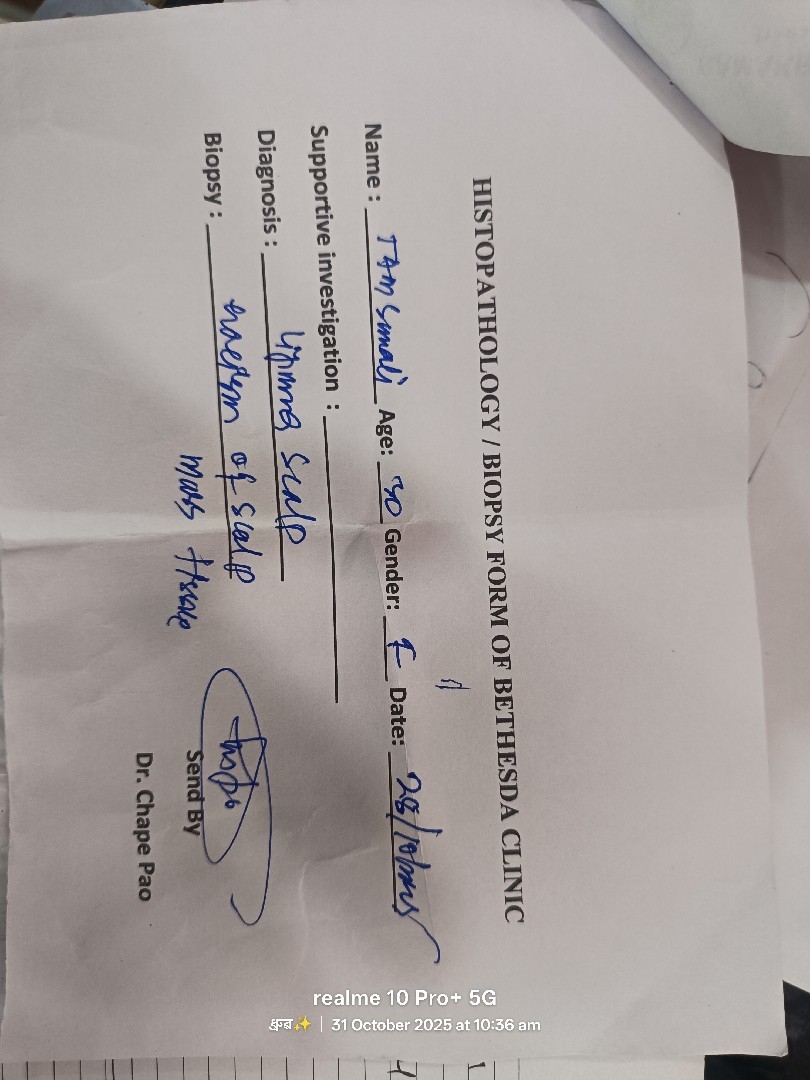 HISTOPATHOLOGY / BIOPSY FORM OF BETHESDA CLINIC
Name : Age: 30 Gender: F Date: 28/10/
Supportive investigation :
Diagnosis : scalp
Biopsy : of scalp
mass tissue
Send By
Dr. Chape Pao
realme 10 Pro+ 5G
ध्रुब✨ | 31 October 2025 at 10:36 am